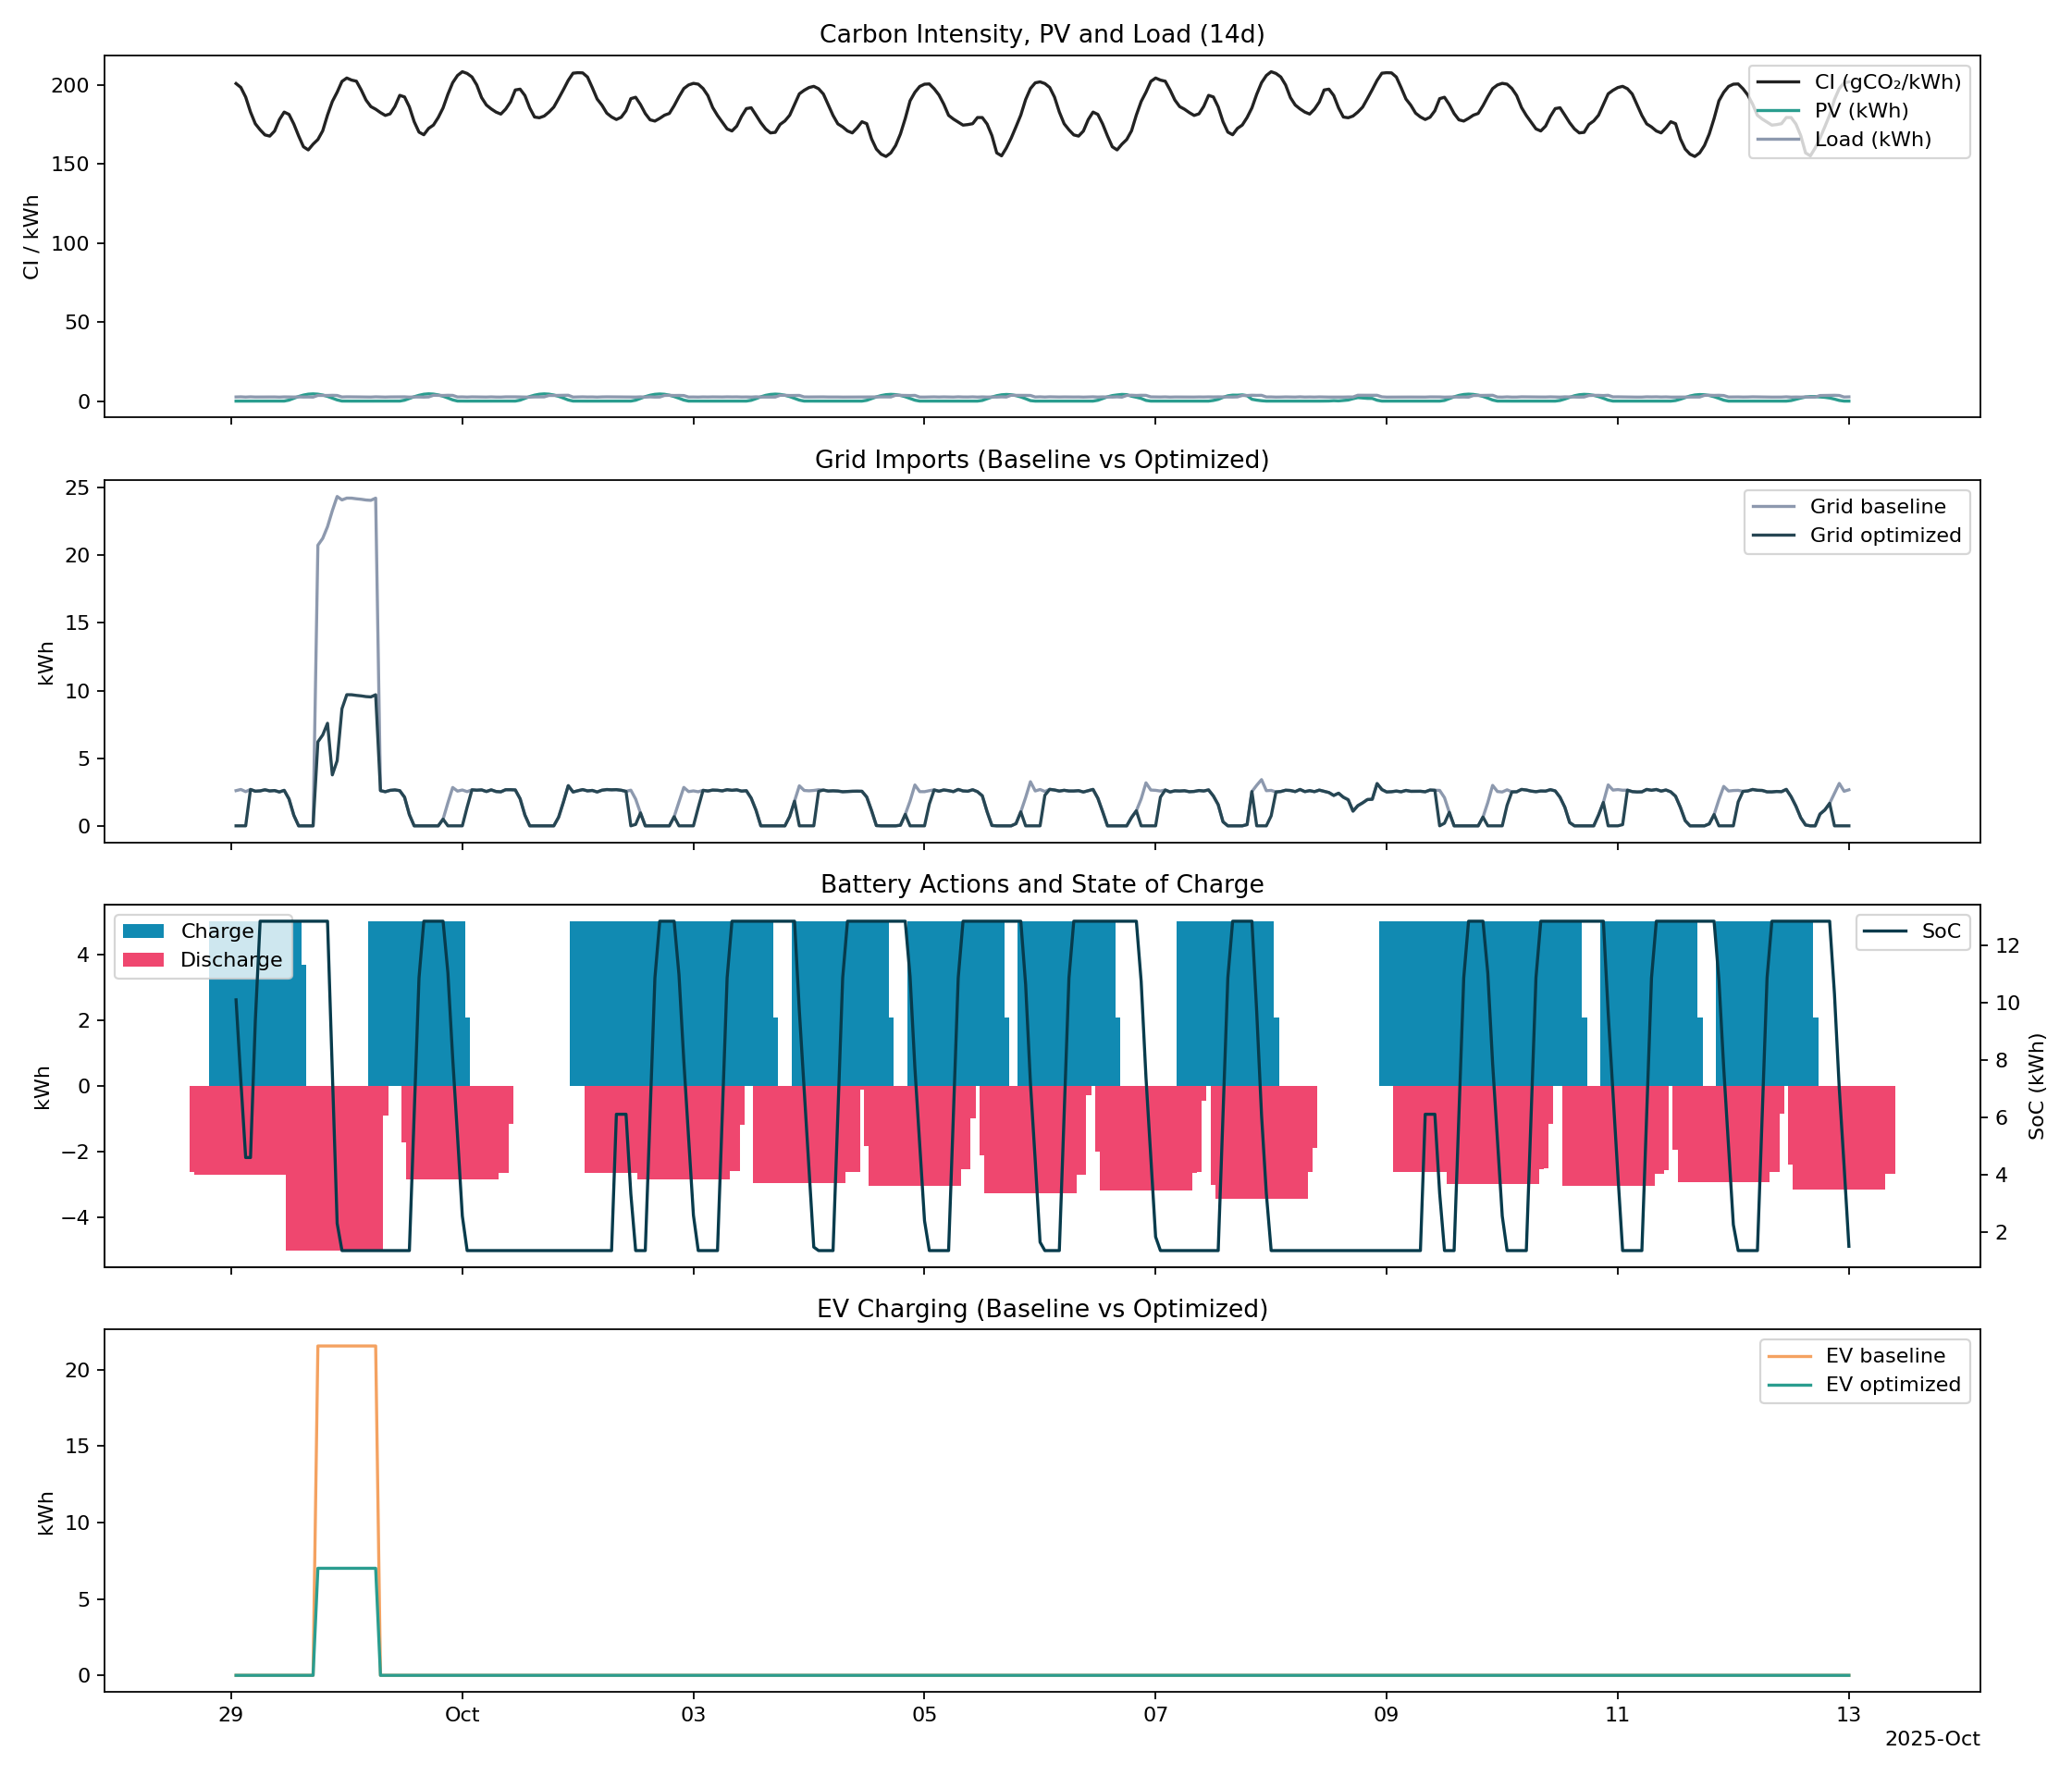 Carbon Intensity, PV and Load (14d)
CI / kWh
200
150
100
50
0
CI (gCO₂/kWh)
PV (kWh)
Load (kWh)
Grid Imports (Baseline vs Optimized)
kWh
25
20
15
10
5
0
Grid baseline
Grid optimized
Battery Actions and State of Charge
kWh
4
2
0
−2
−4
Charge
Discharge
SoC
12
10
8
6
4
2
SoC (kWh)
EV Charging (Baseline vs Optimized)
kWh
20
15
10
5
0
EV baseline
EV optimized
29 Oct 03 05 07 09 11 13
2025-Oct